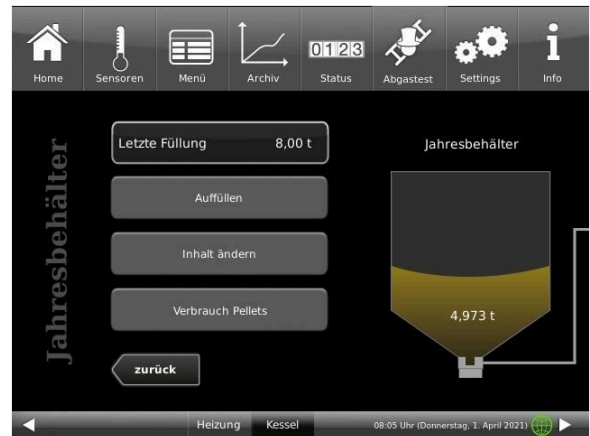 Home Sensoren Menü Archiv 0123 Status Abgastest Settings i Info
Jahresbehälter
Letzte Füllung 8,00 t
Auffüllen
Inhalt ändern
Verbrauch Pellets
zurück
Jahresbehälter
4,973 t
Heizung Kessel 08:05 Uhr (Donnerstag, 1. April 2021)